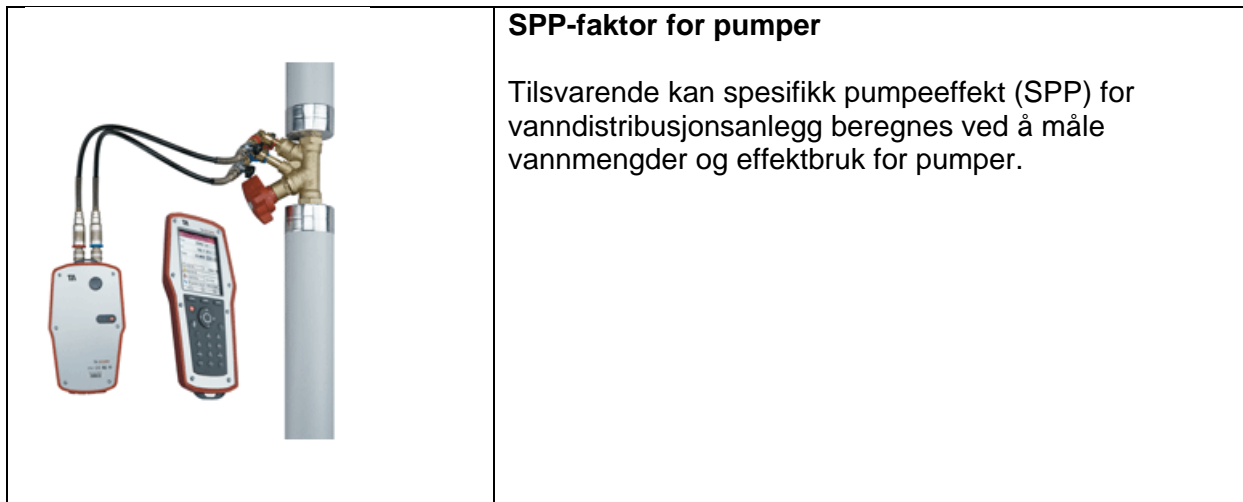 SPP-faktor for pumper
Tilsvarende kan spesifikk pumpeeffekt (SPP) for
vanndistribusjonsanlegg beregnes ved å måle
vannmengder og effektbruk for pumper.